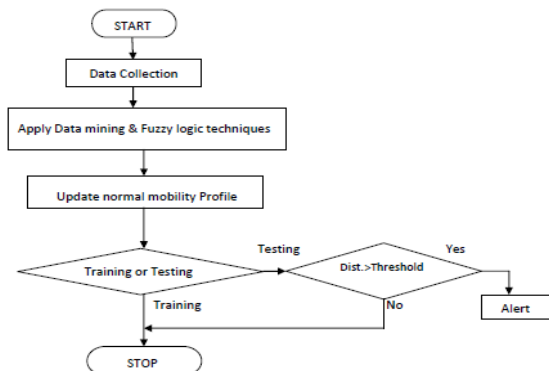 START
Data Collection
Apply Data mining & Fuzzy logic techniques
Update normal mobility Profile
Testing
Yes
Training or Testing
Dist.>Threshold
Training
No
Alert
STOP